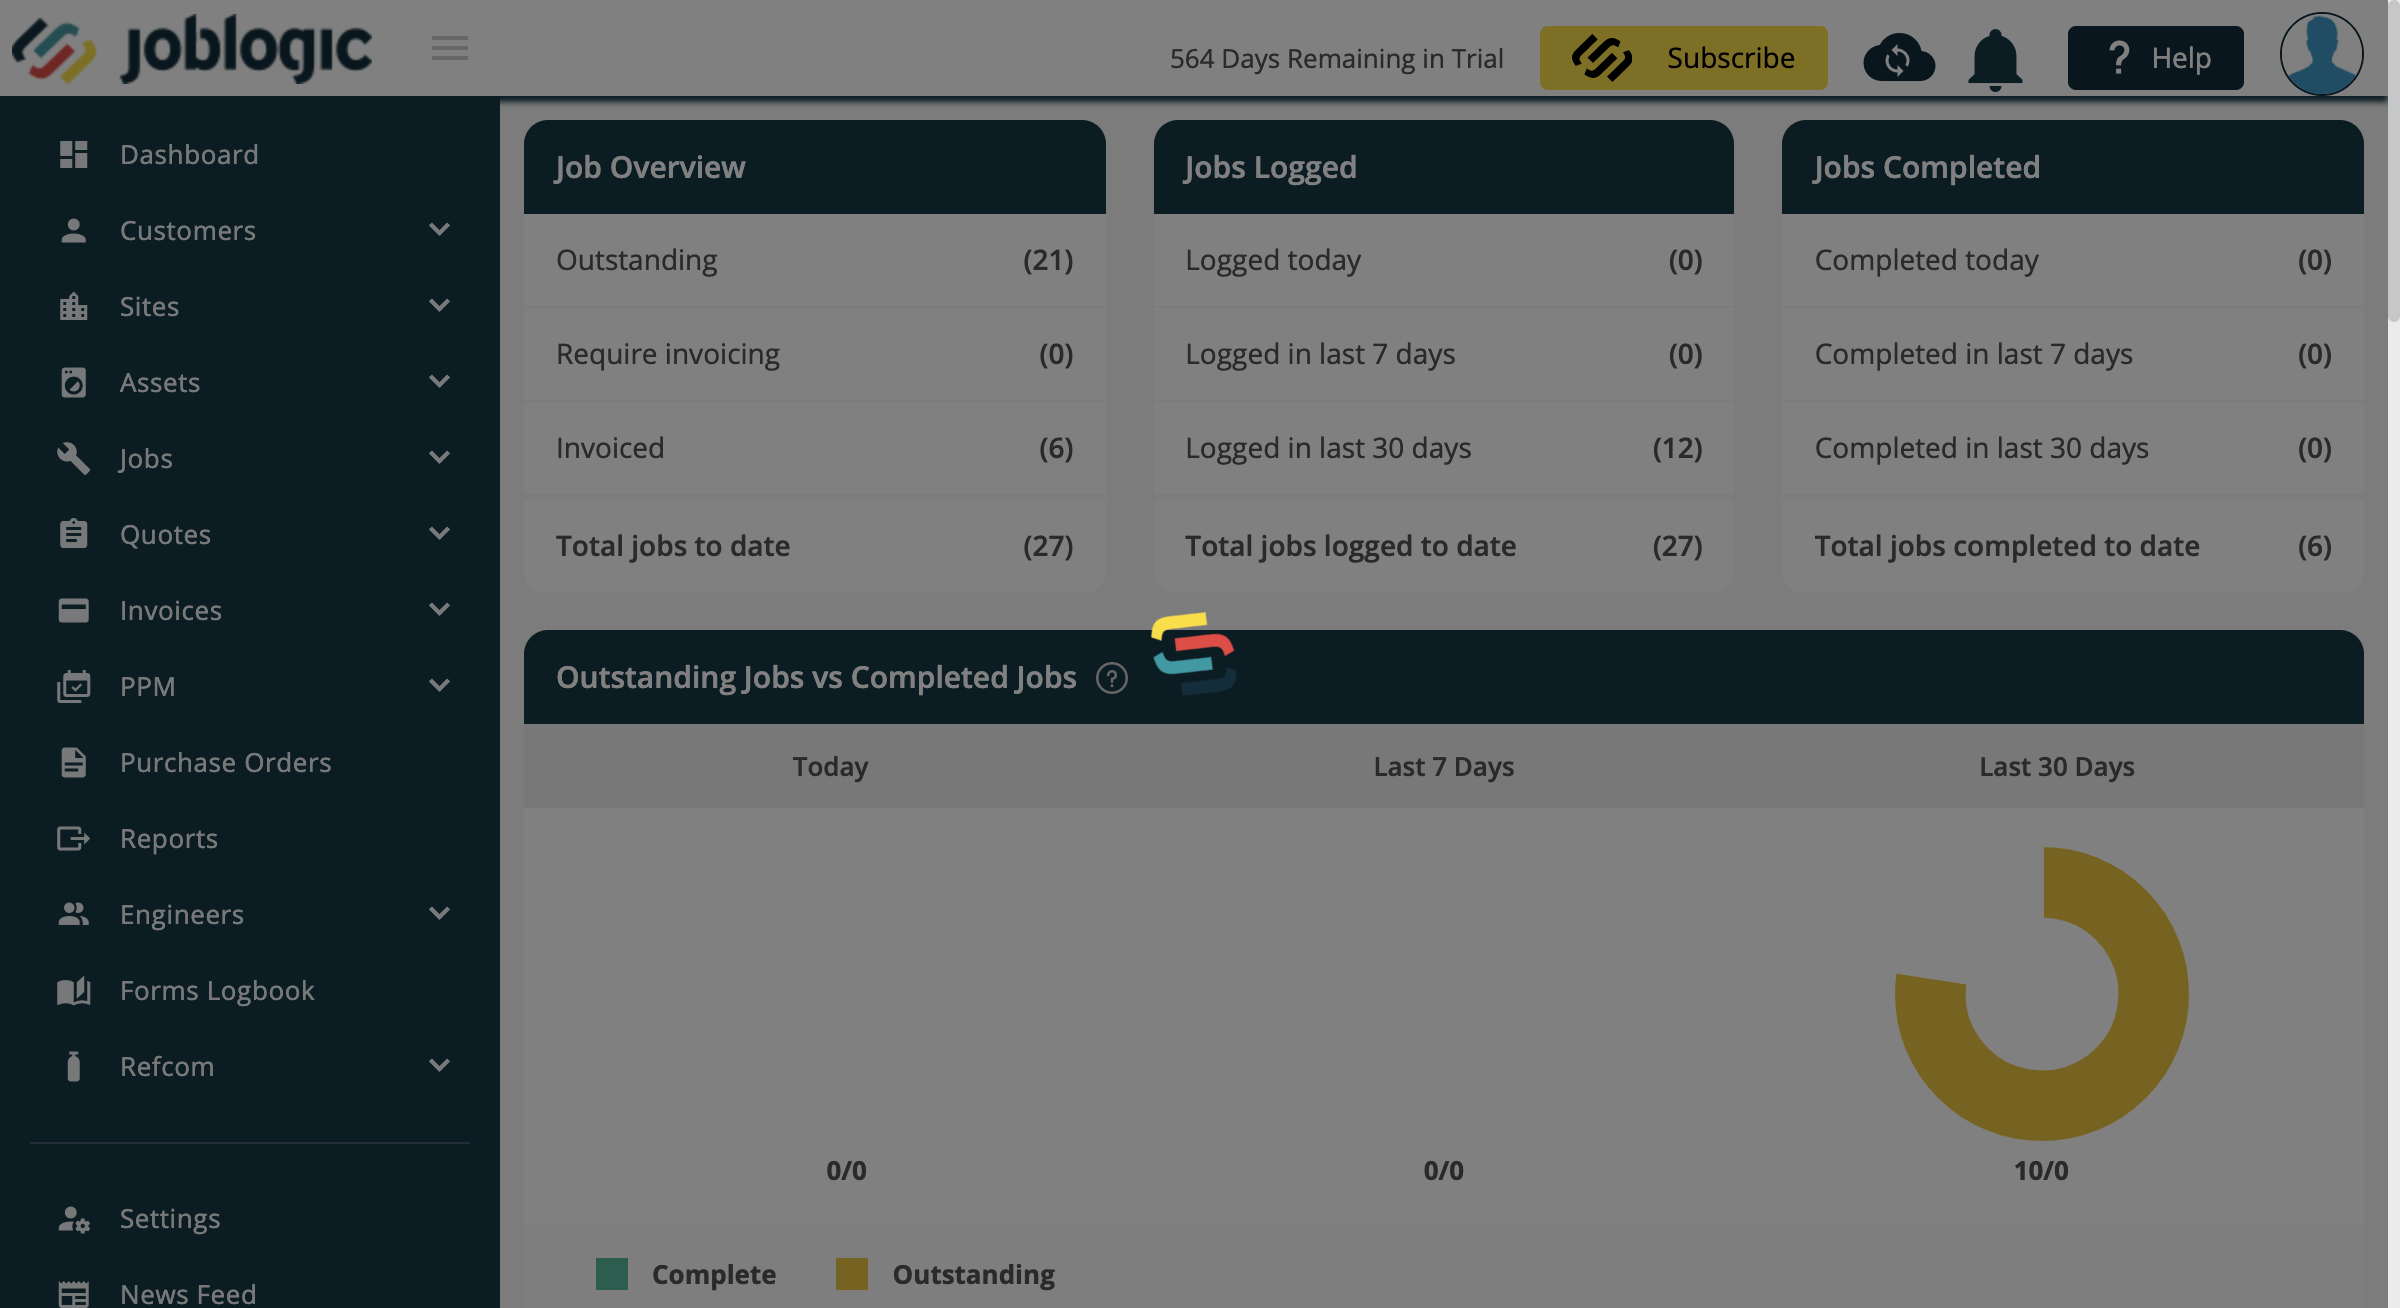 joblogic
564 Days Remaining in Trial
Subscribe
? Help
Dashboard
Customers
Sites
Assets
Jobs
Quotes
Invoices
PPM
Purchase Orders
Reports
Engineers
Forms Logbook
Refcom
Settings
News Feed
Job Overview
Outstanding (21)
Require invoicing (0)
Invoiced (6)
Total jobs to date (27)
Jobs Logged
Logged today (0)
Logged in last 7 days (0)
Logged in last 30 days (12)
Total jobs logged to date (27)
Jobs Completed
Completed today (0)
Completed in last 7 days (0)
Completed in last 30 days (0)
Total jobs completed to date (6)
Outstanding Jobs vs Completed Jobs ?
Today Last 7 Days Last 30 Days
0/0 0/0 10/0
Complete Outstanding